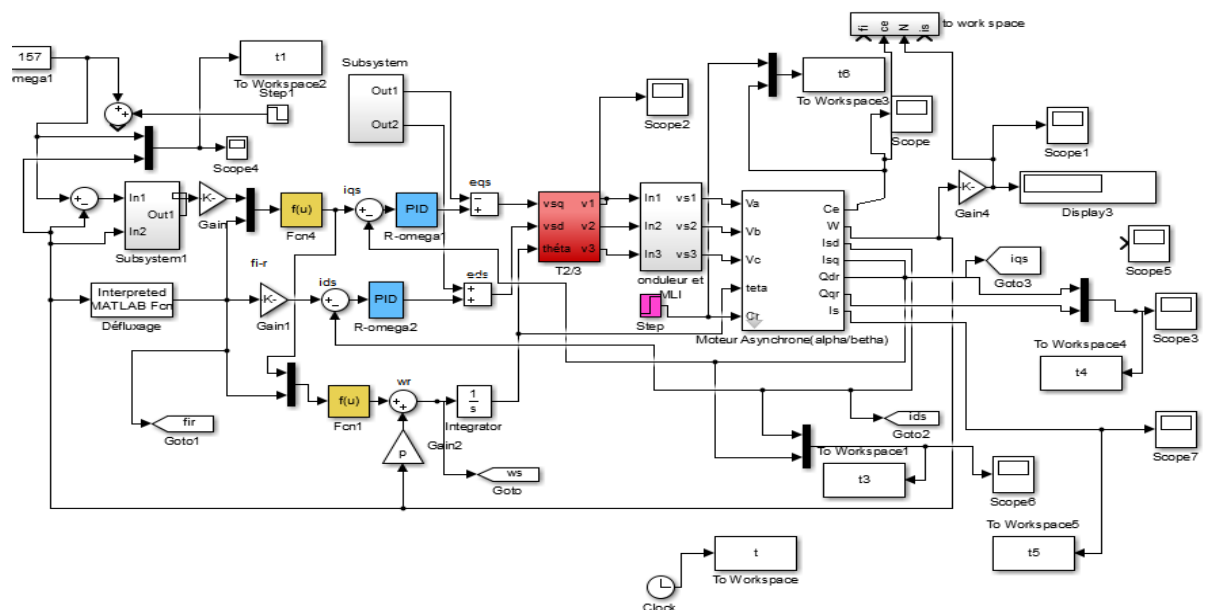 fi
ce
N
is
to work space
157
mega1
t1
To Workspace2
Step1
Subsystem
Out1
Out2
t6
To Workspace3
Scope2
Scope
Scope1
Scope4
In1
Out1
In2
Subsystem1
K-
Gain
f(u)
Fcn4
iqs
PID
R-omega1
eqs
vsq
v1
vsd
v2
théta
v3
T2/3
In1
vs1
In2
vs2
In3
vs3
onduleur et
MLI
Va
Vb
Vc
teta
Cr
Ce
W
Isd
Isq
Qdr
Qqr
Is
Moteur Asynchrone(alpha/betha)
K-
Gain4
Display3
Scope5
iqs
Goto3
fi-r
Interpreted
MATLAB Fcn
Défluxage
K-
Gain1
ids
PID
R-omega2
eds
Step
Scope3
To Workspace4
t4
fir
Goto1
f(u)
Fcn1
wr
1
s
Integrator
Gain2
p
ws
Goto
ids
Goto2
To Workspace1
t3
Scope6
Scope7
To Workspace5
t5
t
To Workspace
Clock